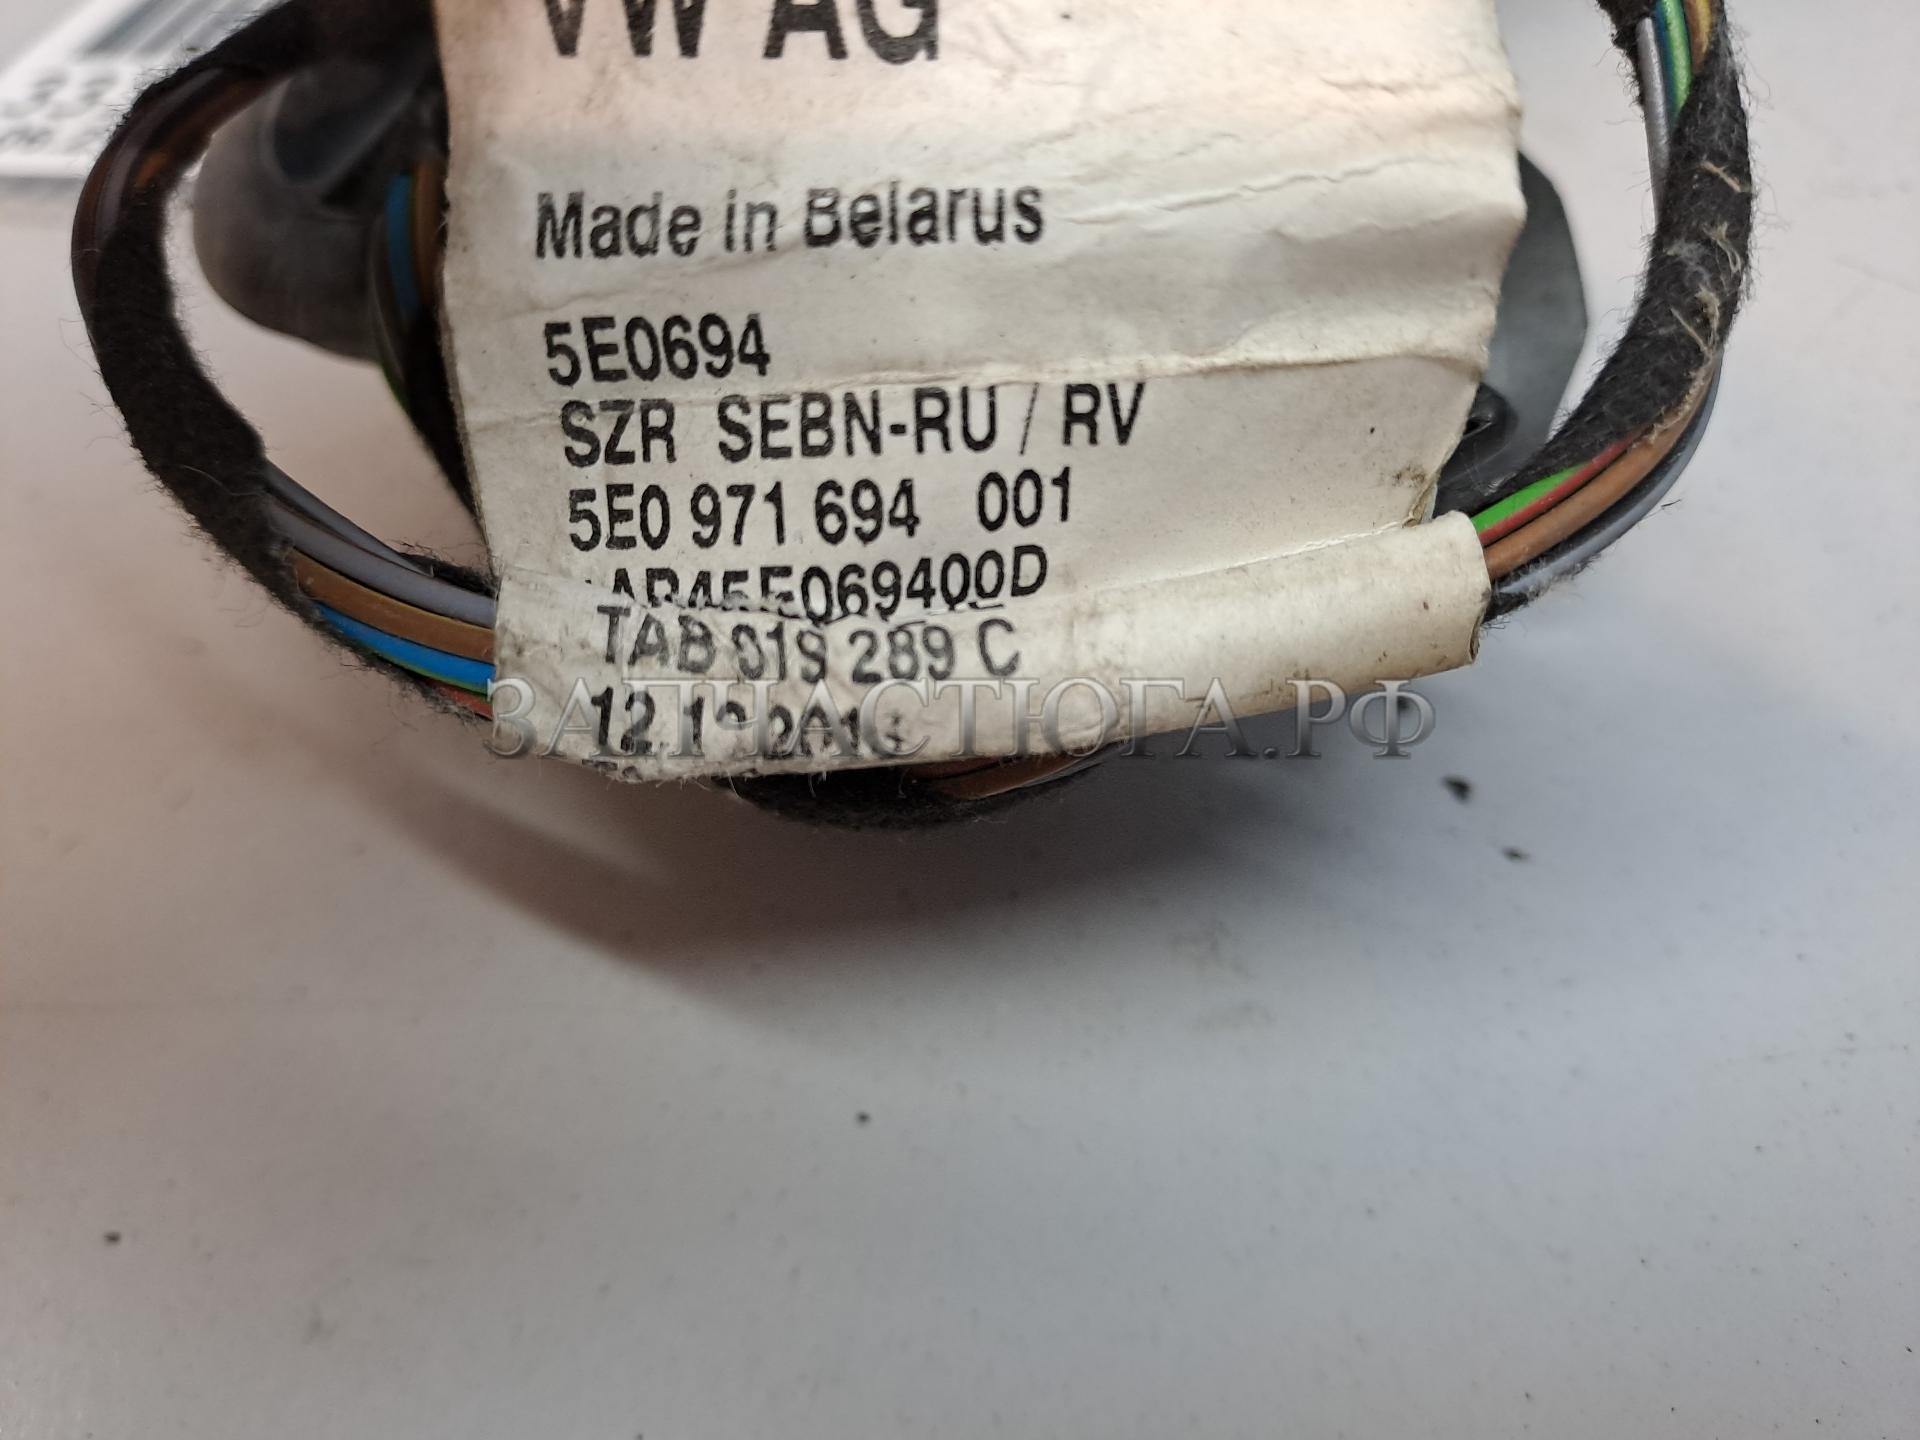 VW AG
Made in Belarus
5E0694
SZR SEBN-RU / RV
5E0 971 694 001
TAB 019 289 C
ЗАПЧАСТЮГА.РФ